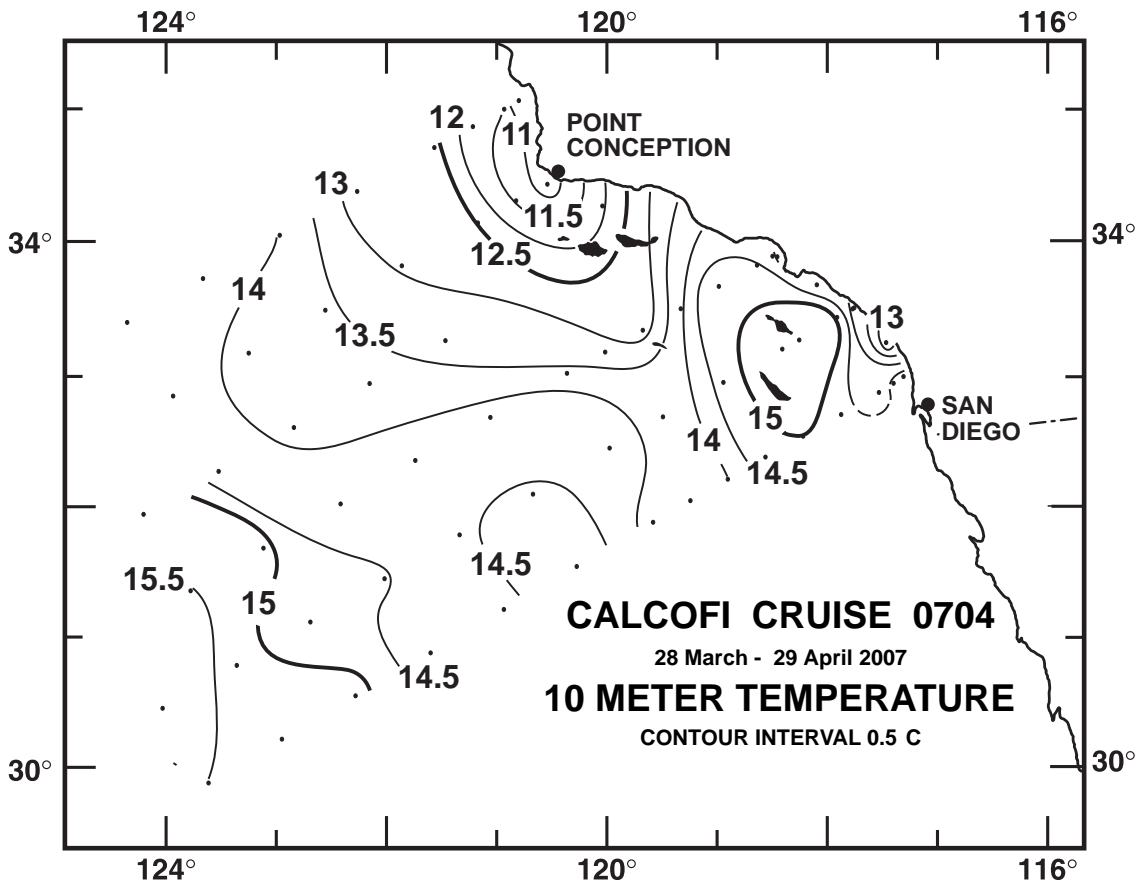 124° 120° 116°
12
11
POINT
CONCEPTION
13
11.5
34° 34°
12.5
14
13
13.5
15
SAN
DIEGO
14
14.5
14.5
15.5
15
14.5
CALCOFI CRUISE 0704
28 March - 29 April 2007
10 METER TEMPERATURE
CONTOUR INTERVAL 0.5 C
30° 30°
124° 120° 116°